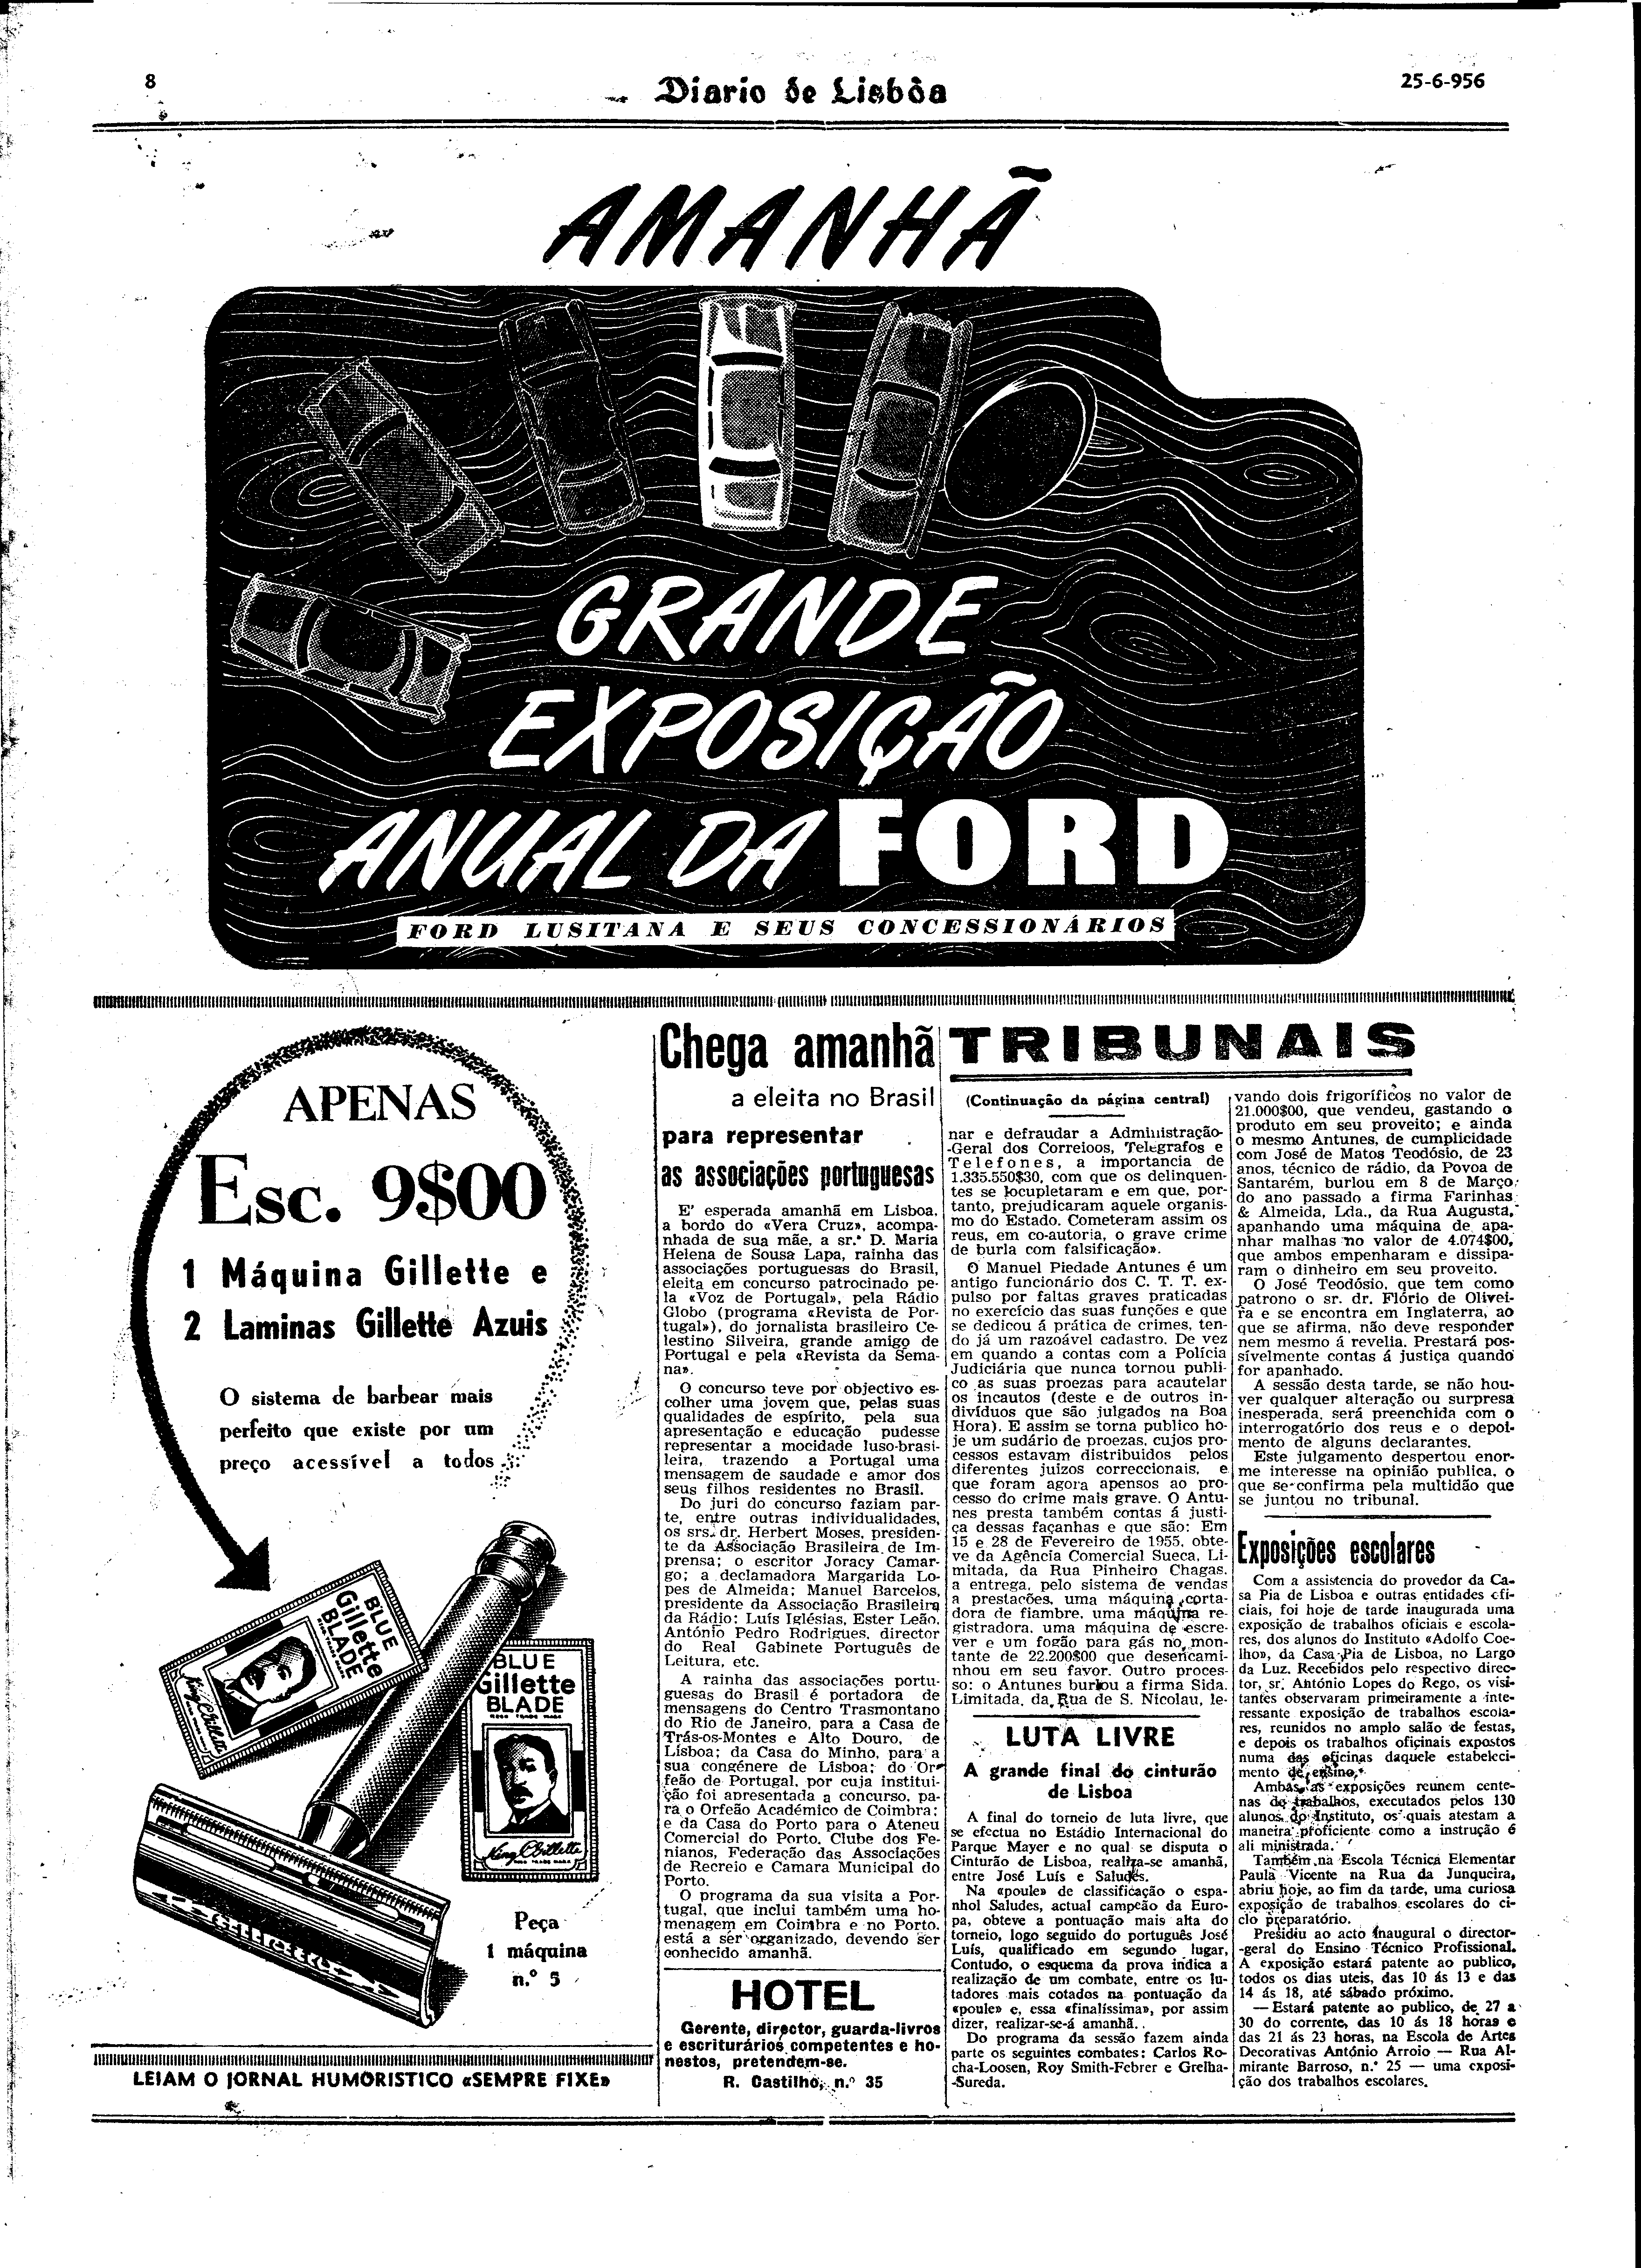 8
Diario de Lisbôa
25-6-956
AMANHÃ
GRANDE
EXPOSIÇÃO
ANUAL DA FORD
FORD LUSITANA E SEUS CONCESSIONÁRIOS
APENAS
Esc. 9$00
1 Máquina Gillette e
2 Laminas Gillette Azuis
O sistema de barbear mais
perfeito que existe por um
preço acessível a todos
BLUE
Gillette
BLADE
King C Gillette
BLUE
Gillette
BLADE
King C Gillette
Gillette
Peça
1 máquina
n.º 5
LEIAM O JORNAL HUMORISTICO «SEMPRE FIXE»
Chega amanhã
a eleita no Brasil
para representar
as associações portuguesas
E' esperada amanhã em Lisboa,
a bordo do «Vera Cruz», acompa-
nhada de sua mãe, a sr.ª D. Maria
Helena de Sousa Lapa, rainha das
associações portuguesas do Brasil,
eleita em concurso patrocinado pe-
la «Voz de Portugal», pela Rádio
Globo (programa «Revista de Por-
tugal»), do jornalista brasileiro Ce-
lestino Silveira, grande amigo de
Portugal e pela «Revista da Sema-
na».
O concurso teve por objectivo es-
colher uma jovem que, pelas suas
qualidades de espírito, pela sua
apresentação e educação pudesse
representar a mocidade luso-brasi-
leira, trazendo a Portugal uma
mensagem de saudade e amor dos
seus filhos residentes no Brasil.
Do juri do concurso faziam par-
te, entre outras individualidades,
os srs. dr. Herbert Moses, presiden-
te da Associação Brasileira de Im-
prensa; o escritor Joracy Camar-
go; a declamadora Margarida Lo-
pes de Almeida; Manuel Barcelos,
presidente da Associação Brasileira
da Rádio; Luís Iglésias, Ester Leão,
António Pedro Rodrigues, director
do Real Gabinete Português de
Leitura, etc.
A rainha das associações portu-
guesas do Brasil é portadora de
mensagens do Centro Trasmontano
do Rio de Janeiro, para a Casa de
Trás-os-Montes e Alto Douro, de
Lisboa; da Casa do Minho, para a
sua congénere de Lisboa; do Or-
feão de Portugal, por cuja institui-
ção foi apresentada a concurso, pa-
ra o Orfeão Académico de Coimbra;
e da Casa do Porto para o Ateneu
Comercial do Porto, Clube dos Fe-
nianos, Federação das Associações
de Recreio e Camara Municipal do
Porto.
O programa da sua visita a Por-
tugal, que inclui também uma ho-
menagem em Coimbra e no Porto,
está a ser organizado, devendo ser
conhecido amanhã.
HOTEL
Gerente, director, guarda-livros
e escriturários competentes e ho-
nestos, pretendem-se.
R. Castilho, n.º 35
TRIBUNAIS
(Continuação da página central)
nar e defraudar a Administração-
-Geral dos Correios, Telégrafos e
Telefones, a importancia de
1.335.550$30, com que os delinquen-
tes se locupletaram e em que, por-
tanto, prejudicaram aquele organis-
mo do Estado. Cometeram assim os
reus, em co-autoria, o grave crime
de burla com falsificação».
O Manuel Piedade Antunes é um
antigo funcionário dos C. T. T. ex-
pulso por faltas graves praticadas
no exercício das suas funções e que
se dedicou á prática de crimes, ten-
do já um razoável cadastro. De vez
em quando a contas com a Polícia
Judiciária que nunca tornou publi-
co as suas proezas para acautelar
os incautos (deste e de outros in-
divíduos que são julgados na Boa
Hora). E assim se torna publico ho-
je um sudário de proezas, cujos pro-
cessos estavam distribuidos pelos
diferentes juizos correccionais, e
que foram agora apensos ao pro-
cesso do crime mais grave. O Antu-
nes presta também contas á justi-
ça dessas façanhas e que são: Em
15 e 28 de Fevereiro de 1955, obte-
ve da Agência Comercial Sueca, Li-
mitada, da Rua Pinheiro Chagas,
a entrega, pelo sistema de vendas
a prestações, uma máquina corta-
dora de fiambre, uma máquina re-
gistradora, uma máquina de escre-
ver e um fogão para gás no mon-
tante de 22.200$00 que desencami-
nhou em seu favor. Outro proces-
so: o Antunes burlou a firma Sida,
Limitada, da Rua de S. Nicolau, le-
vando dois frigoríficos no valor de
21.000$00, que vendeu, gastando o
produto em seu proveito; e ainda
o mesmo Antunes, de cumplicidade
com José de Matos Teodósio, de 23
anos, técnico de rádio, da Povoa de
Santarém, burlou em 8 de Março
do ano passado a firma Farinhas
& Almeida, Lda., da Rua Augusta,
apanhando uma máquina de apa-
nhar malhas no valor de 4.074$00,
que ambos empenharam e dissipa-
ram o dinheiro em seu proveito.
O José Teodósio, que tem como
patrono o sr. dr. Flório de Olivei-
ra e se encontra em Inglaterra, ao
que se afirma, não deve responder
nem mesmo á revelia. Prestará pos-
sívelmente contas á justiça quando
for apanhado.
A sessão desta tarde, se não hou-
ver qualquer alteração ou surpresa
inesperada, será preenchida com o
interrogatório dos reus e o depoi-
mento de alguns declarantes.
Este julgamento despertou enor-
me interesse na opinião publica, o
que se confirma pela multidão que
se juntou no tribunal.
LUTA LIVRE
A grande final do cinturão
de Lisboa
A final do torneio de luta livre, que
se efectua no Estádio Internacional do
Parque Mayer e no qual se disputa o
Cinturão de Lisboa, realiza-se amanhã,
entre José Luís e Saludes.
Na «poule» de classificação o espa-
nhol Saludes, actual campeão da Euro-
pa, obteve a pontuação mais alta do
torneio, logo seguido do português José
Luís, qualificado em segundo lugar,
Contudo, o esquema da prova indica a
realização de um combate, entre os lu-
tadores mais cotados na pontuação da
«poule» e, essa «finalíssima», por assim
dizer, realizar-se-á amanhã.
Do programa da sessão fazem ainda
parte os seguintes combates: Carlos Ro-
cha-Loosen, Roy Smith-Febrer e Grelha-
-Sureda.
Exposições escolares
Com a assistencia do provedor da Ca-
sa Pia de Lisboa e outras entidades ofi-
ciais, foi hoje de tarde inaugurada uma
exposição de trabalhos oficiais e escola-
res, dos alunos do Instituto «Adolfo Coe-
lho», da Casa Pia de Lisboa, no Largo
da Luz. Recebidos pelo respectivo direc-
tor, sr. António Lopes do Rego, os visi-
tantes observaram primeiramente a inte-
ressante exposição de trabalhos escola-
res, reunidos no amplo salão de festas,
e depois os trabalhos oficinais expostos
numa das oficinas daquele estabeleci-
mento de ensino.
Ambas as exposições reunem cente-
nas de trabalhos, executados pelos 130
alunos do Instituto, os quais atestam a
maneira proficiente como a instrução é
ali ministrada.
Também na Escola Técnica Elementar
Paula Vicente na Rua da Junqueira,
abriu hoje, ao fim da tarde, uma curiosa
exposição de trabalhos escolares do ci-
clo preparatório.
Presidiu ao acto inaugural o director-
-geral do Ensino Técnico Profissional.
A exposição estará patente ao publico,
todos os dias uteis, das 10 ás 13 e das
14 ás 18, até sábado próximo.
— Estará patente ao publico, de 27 a
30 do corrente, das 10 ás 18 horas e
das 21 ás 23 horas, na Escola de Artes
Decorativas António Arroio — Rua Al-
mirante Barroso, n.º 25 — uma exposi-
ção dos trabalhos escolares.